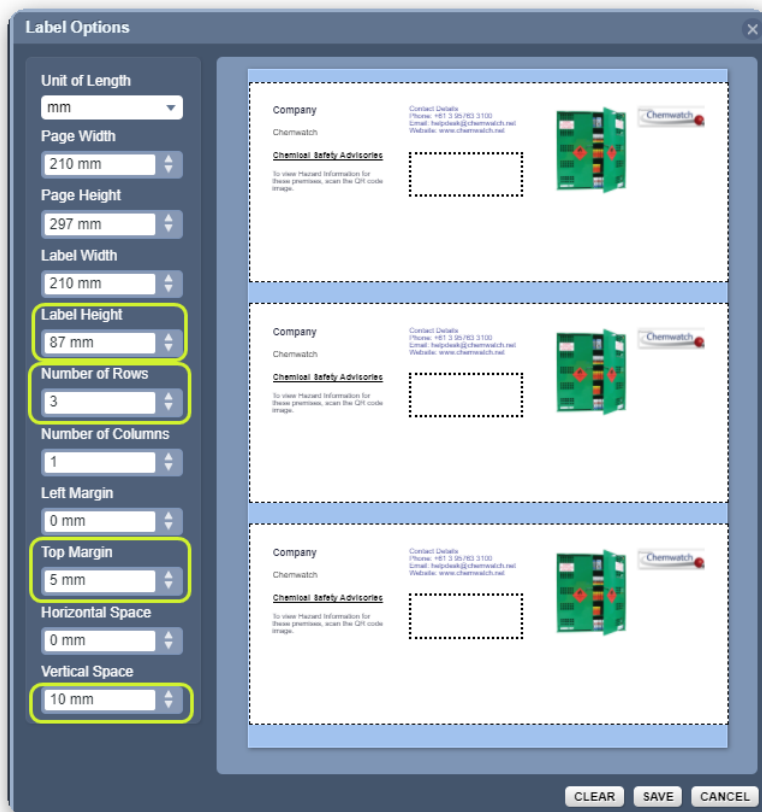 Label Options
Unit of Length
mm
Page Width
210 mm
Page Height
297 mm
Label Width
210 mm
Label Height
87 mm
Number of Rows
3
Number of Columns
1
Left Margin
0 mm
Top Margin
5 mm
Horizontal Space
0 mm
Vertical Space
10 mm
Company
Chemwatch
Chemical Safety Advisories
To view Hazard Information for
these premises, scan the QR code
image.
Contact Details
Phone: +61 3 95763 3100
Email: helpdesk@chemwatch.net
Website: www.chemwatch.net
Chemwatch
Company
Chemwatch
Chemical Safety Advisories
To view Hazard Information for
these premises, scan the QR code
image.
Contact Details
Phone: +61 3 95763 3100
Email: helpdesk@chemwatch.net
Website: www.chemwatch.net
Chemwatch
Company
Chemwatch
Chemical Safety Advisories
To view Hazard Information for
these premises, scan the QR code
image.
Contact Details
Phone: +61 3 95763 3100
Email: helpdesk@chemwatch.net
Website: www.chemwatch.net
Chemwatch
CLEAR SAVE CANCEL